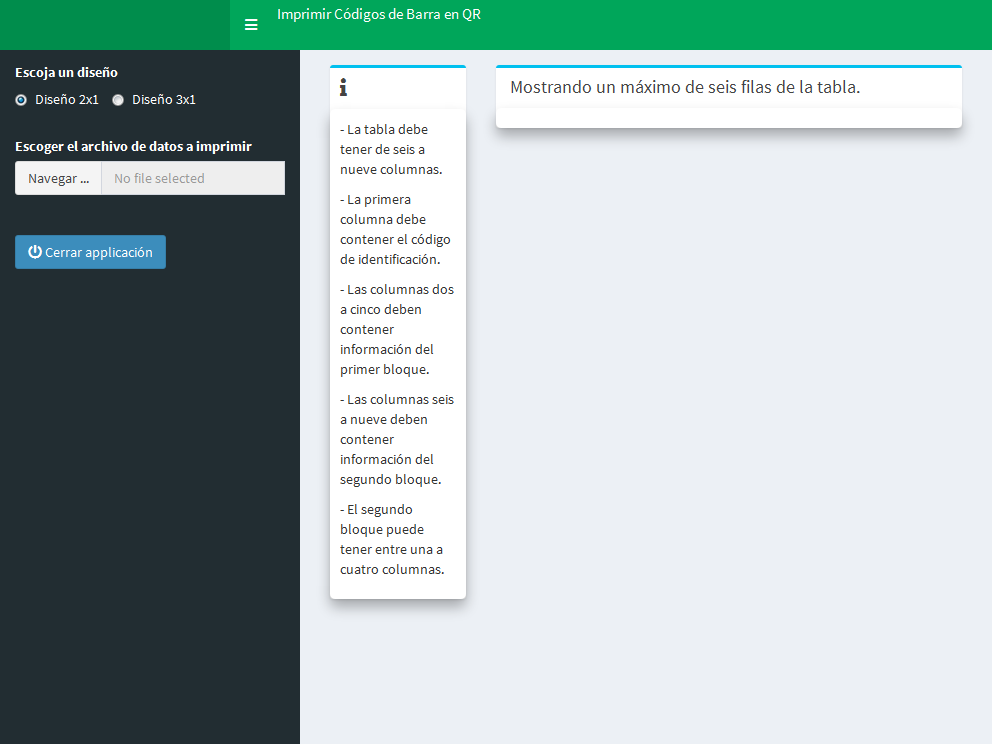 Imprimir Códigos de Barra en QR
Escoja un diseño
Diseño 2x1 Diseño 3x1
Escoger el archivo de datos a imprimir
Navegar ... No file selected
Cerrar applicación
- La tabla debe
tener de seis a
nueve columnas.
- La primera
columna debe
contener el código
de identificación.
- Las columnas dos
a cinco deben
contener
información del
primer bloque.
- Las columnas seis
a nueve deben
contener
información del
segundo bloque.
- El segundo
bloque puede
tener entre una a
cuatro columnas.
Mostrando un máximo de seis filas de la tabla.